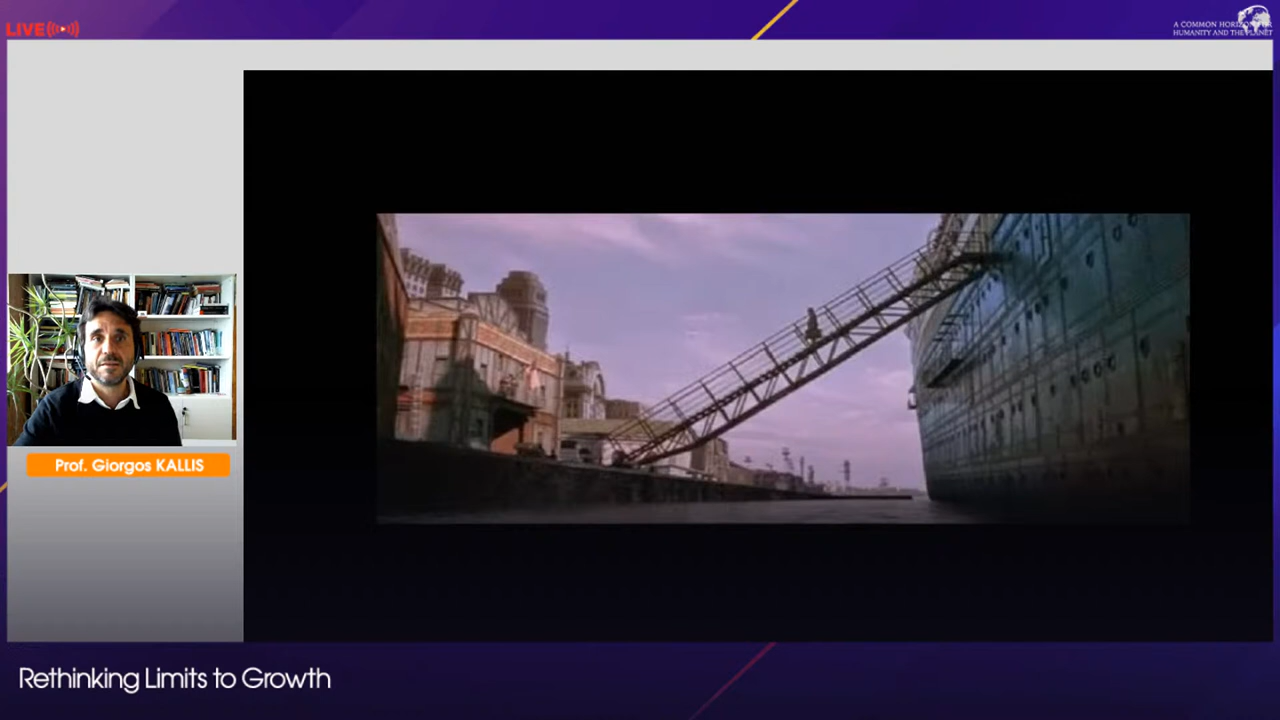 LIVE
A COMMON HORIZON FOR
HUMANITY AND THE PLANET
Prof. Giorgos KALLIS
Rethinking Limits to Growth